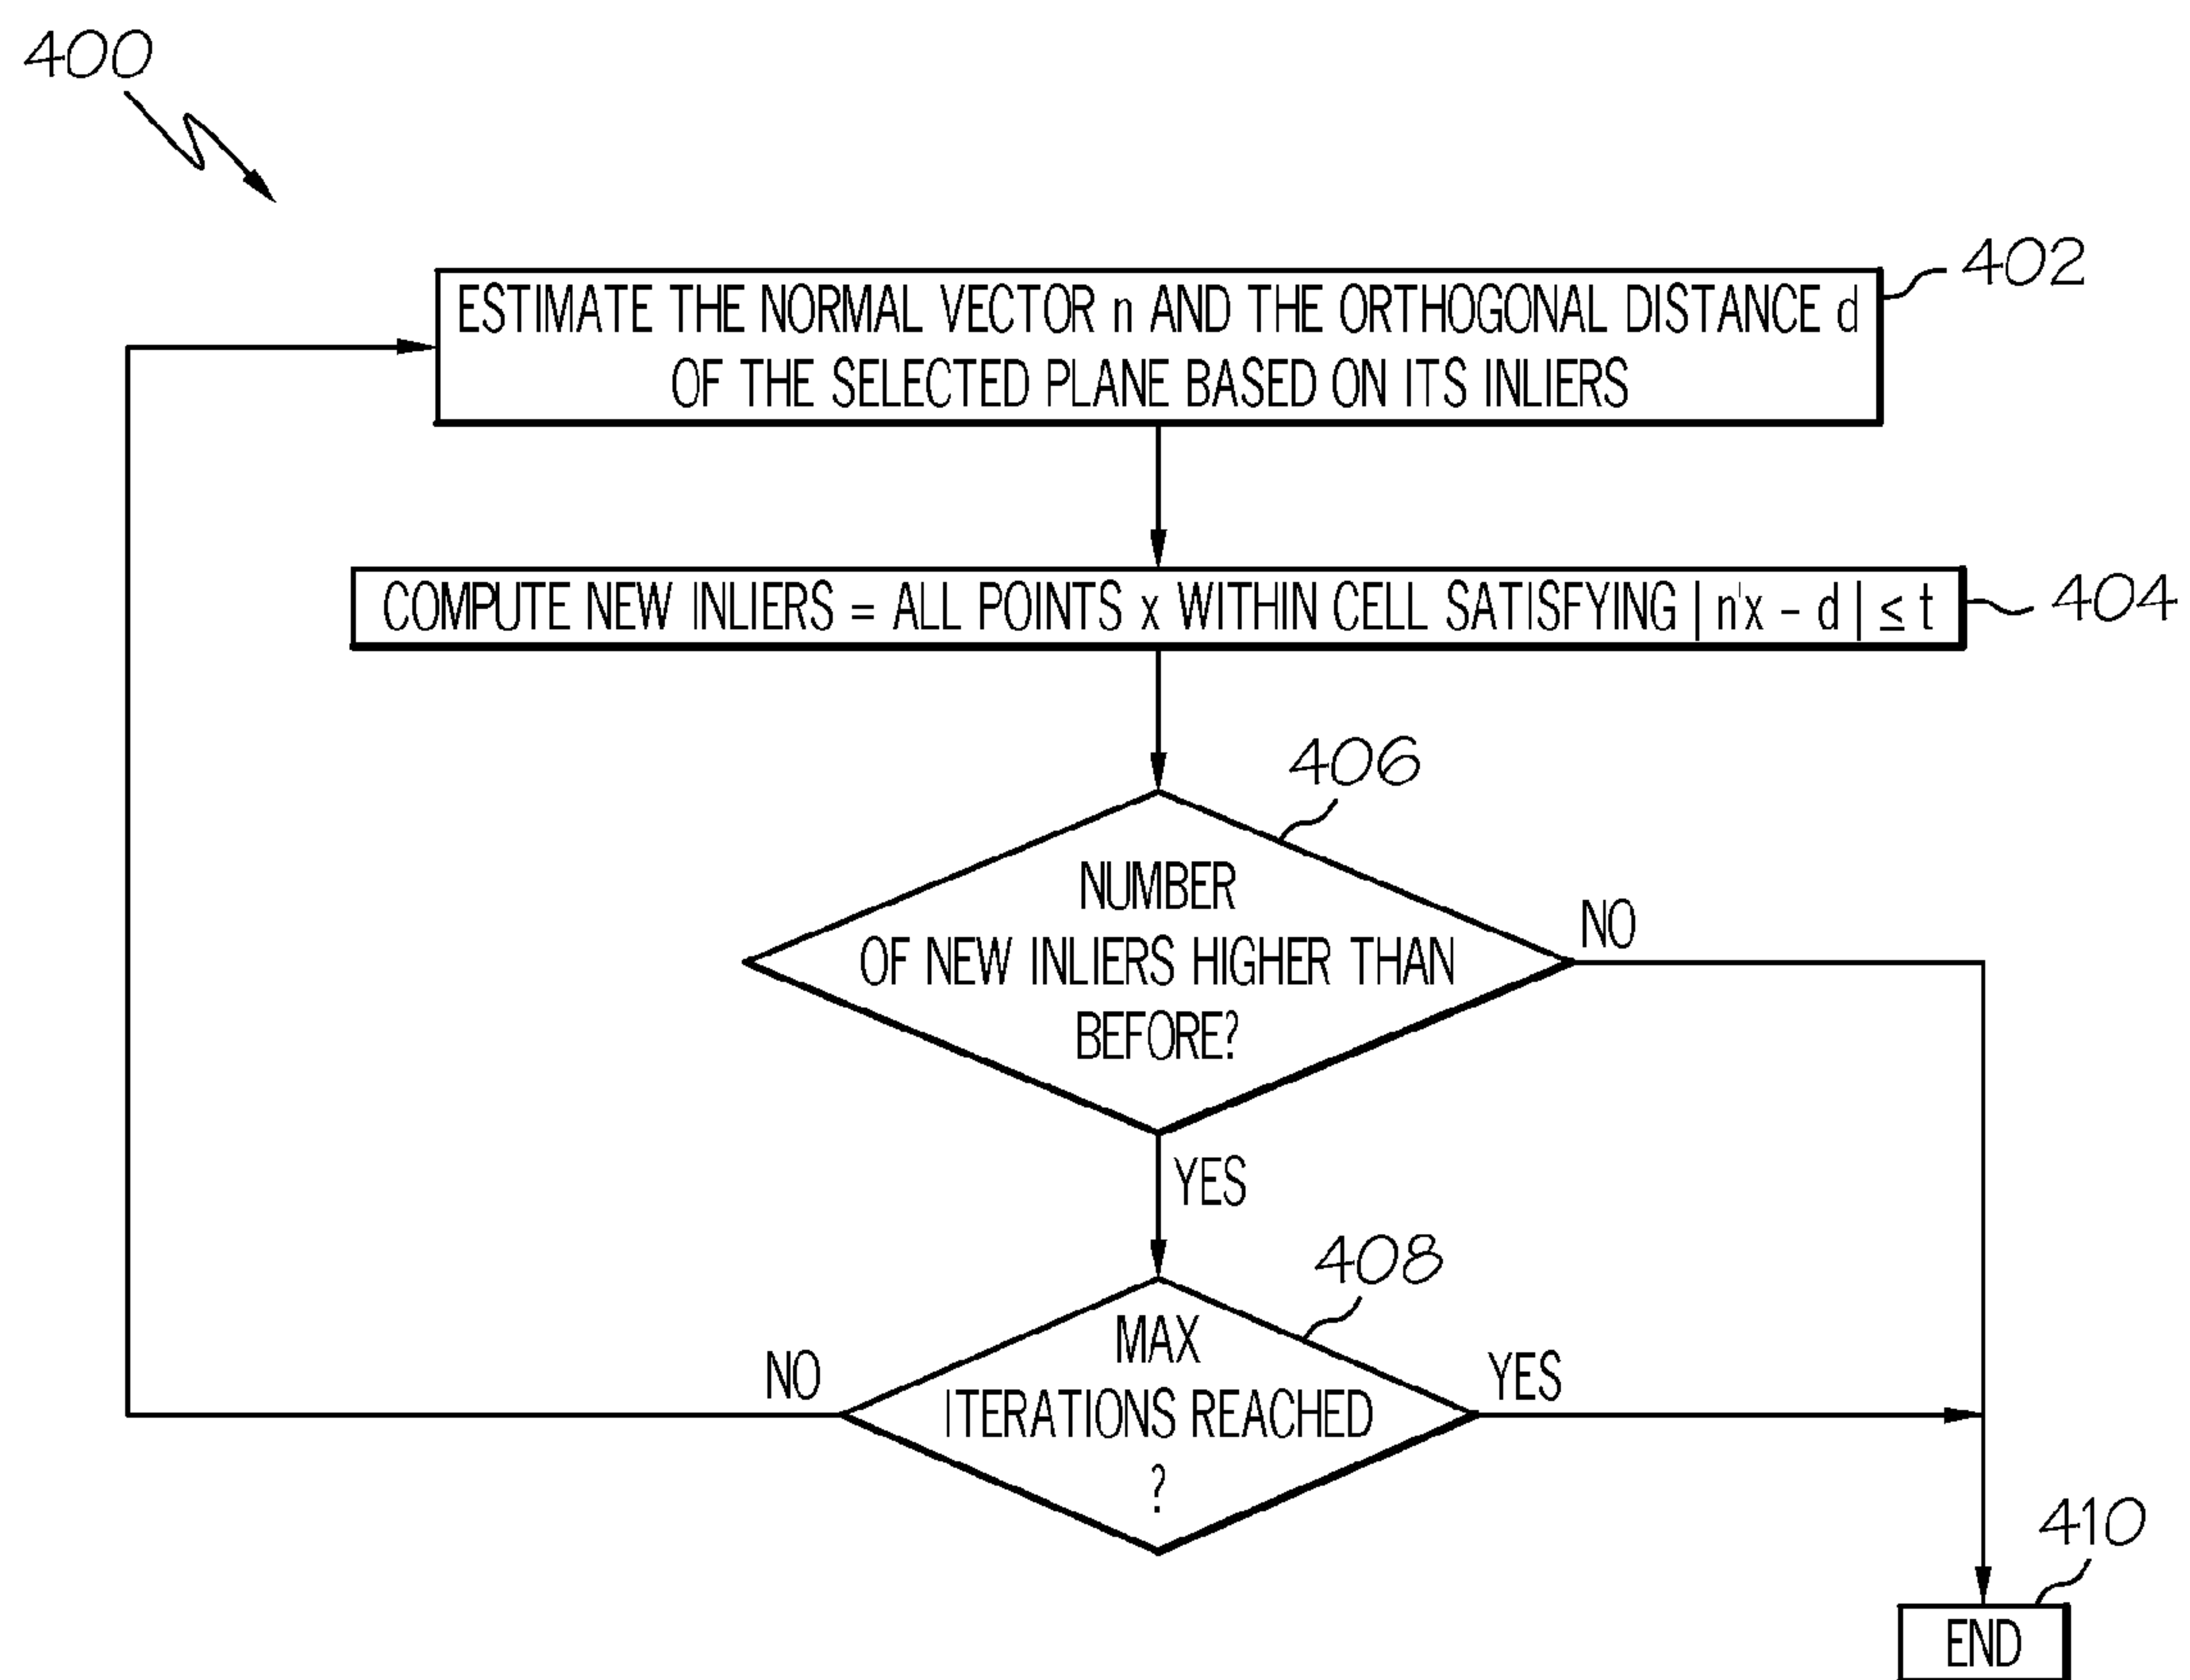 400
402
ESTIMATE THE NORMAL VECTOR n AND THE ORTHOGONAL DISTANCE d
OF THE SELECTED PLANE BASED ON ITS INLIERS
COMPUTE NEW INLIERS = ALL POINTS x WITHIN CELL SATISFYING | n'x – d | ≤ t
404
406
NUMBER
OF NEW INLIERS HIGHER THAN
BEFORE?
NO
YES
408
MAX
ITERATIONS REACHED
?
NO
YES
410
END